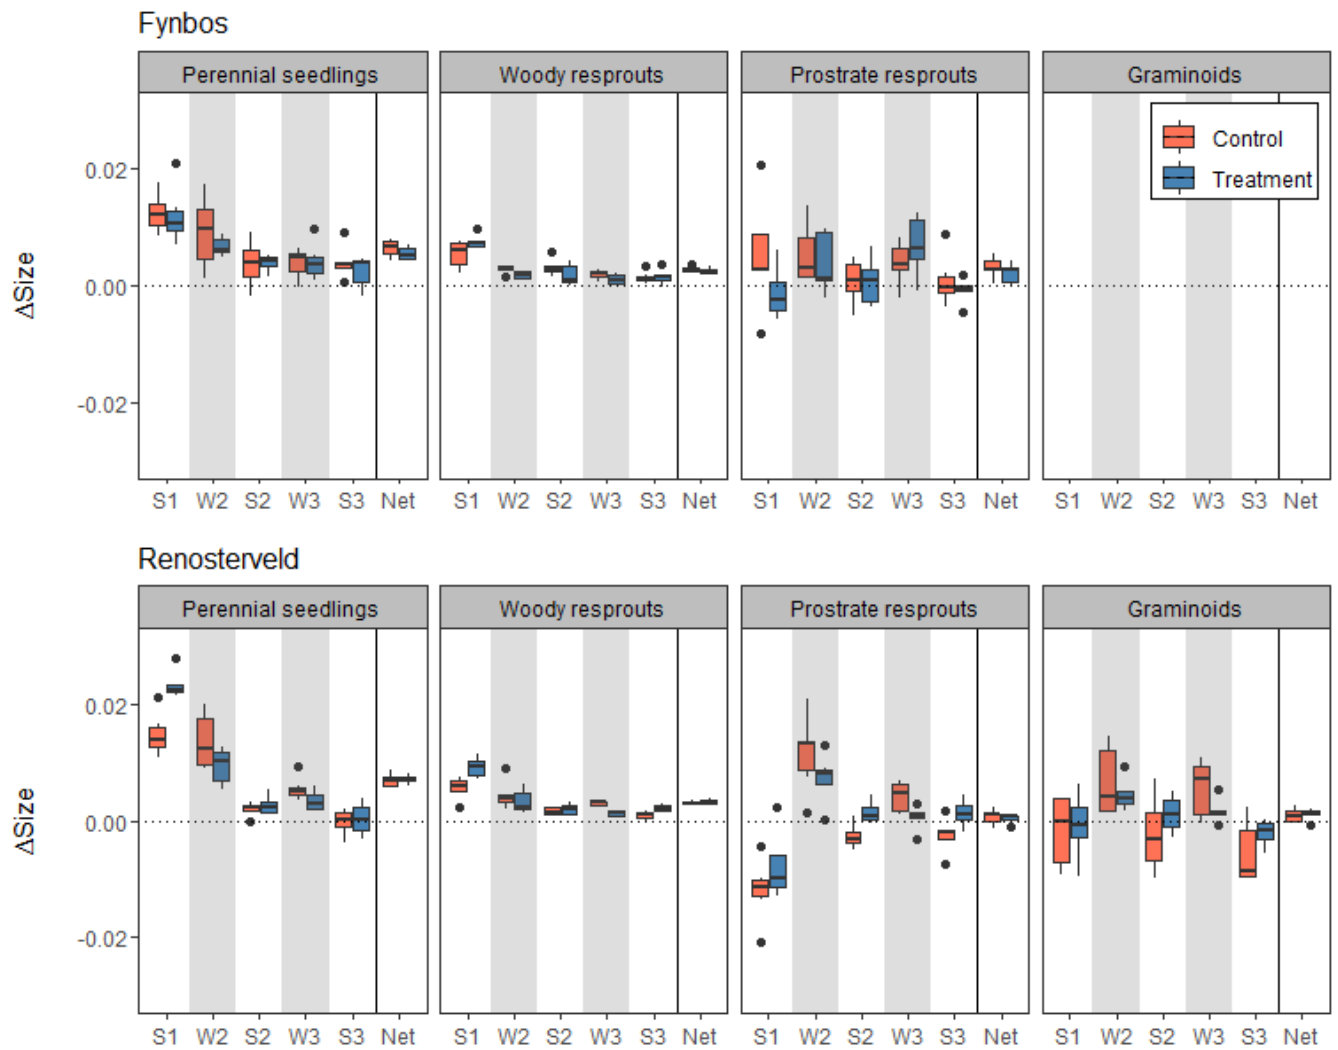 Fynbos
Perennial seedlings Woody resprouts Prostrate resprouts Graminoids
Control
Treatment
0.02
0.00
-0.02
ΔSize
S1 W2 S2 W3 S3 Net S1 W2 S2 W3 S3 Net S1 W2 S2 W3 S3 Net S1 W2 S2 W3 S3 Net
Renosterveld
Perennial seedlings Woody resprouts Prostrate resprouts Graminoids
0.02
0.00
-0.02
ΔSize
S1 W2 S2 W3 S3 Net S1 W2 S2 W3 S3 Net S1 W2 S2 W3 S3 Net S1 W2 S2 W3 S3 Net